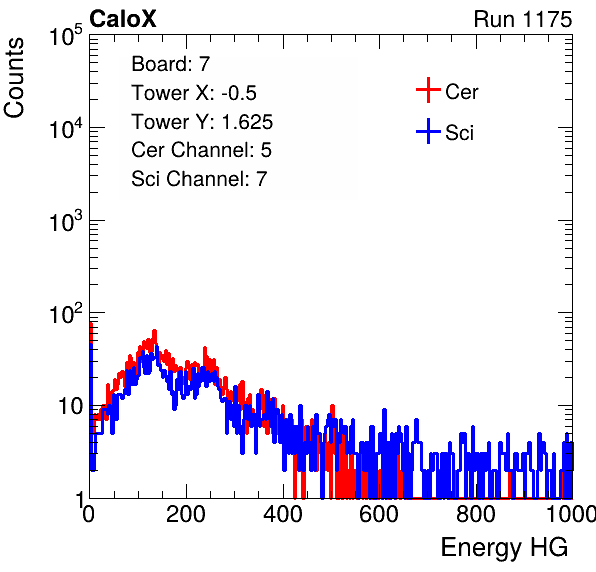 CaloX Run 1175
Counts
10^5
10^4
10^3
10^2
10
1
Board: 7
Tower X: -0.5
Tower Y: 1.625
Cer Channel: 5
Sci Channel: 7
Cer
Sci
0 200 400 600 800 1000
Energy HG